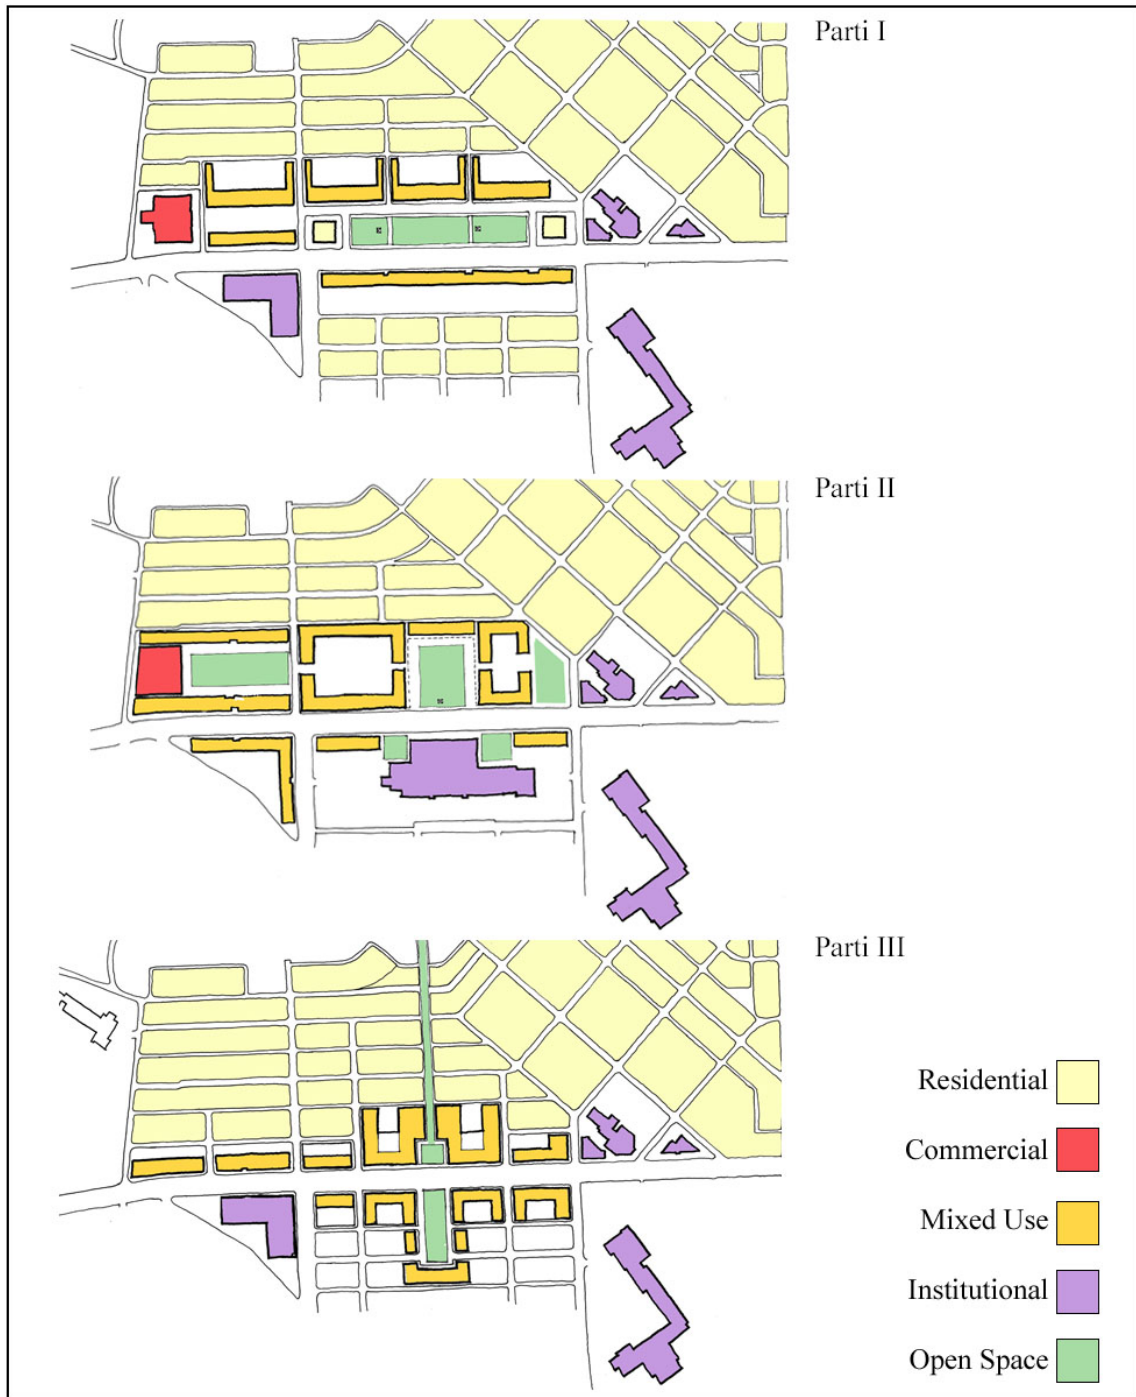 Parti I
Parti II
Parti III
Residential
Commercial
Mixed Use
Institutional
Open Space